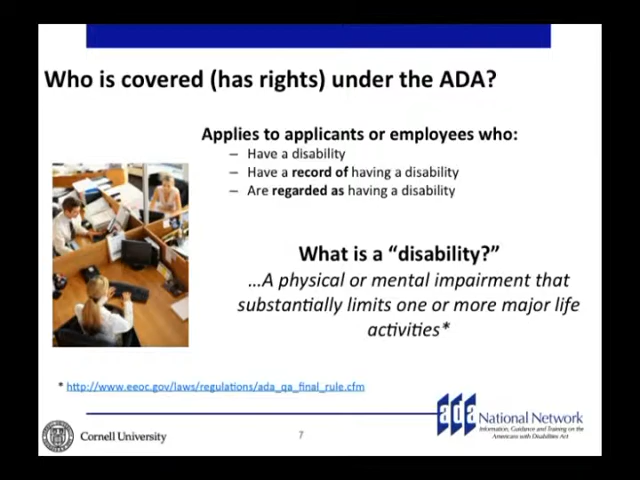 Who is covered (has rights) under the ADA?
Applies to applicants or employees who:
– Have a disability
– Have a record of having a disability
– Are regarded as having a disability
What is a “disability?”
…A physical or mental impairment that
substantially limits one or more major life
activities*
* http://www.eeoc.gov/laws/regulations/ada_qa_final_rule.cfm
ada National Network
Information, Guidance and Training on the
Americans with Disabilities Act
Cornell University
7